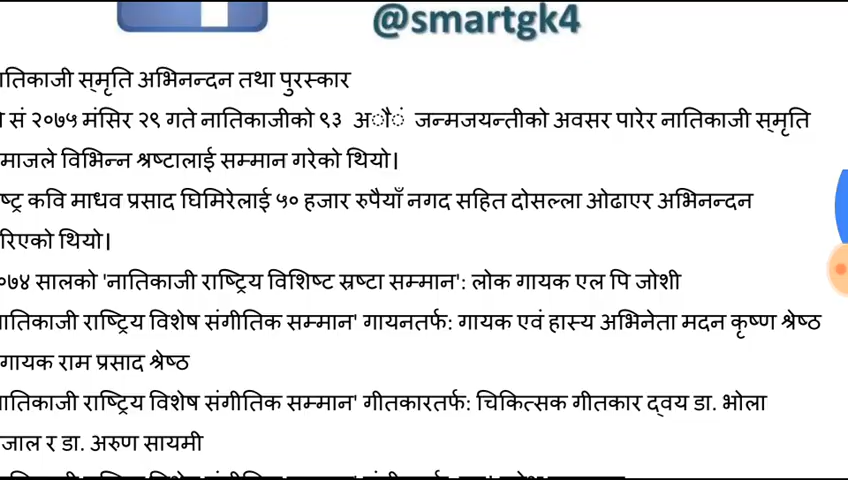 @smartgk4
ातिकाजी स्मृति अभिनन्दन तथा पुरस्कार
सं २०७५ मंसिर २९ गते नातिकाजीको ९३ अौं जन्मजयन्तीको अवसर पारेर नातिकाजी स्मृति
माजले विभिन्न श्रष्टालाई सम्मान गरेको थियो।
ष्ट्र कवि माधव प्रसाद घिमिरेलाई ५० हजार रुपैयाँ नगद सहित दोसल्ला ओढाएर अभिनन्दन
रिएको थियो।
०७४ सालको 'नातिकाजी राष्ट्रिय विशिष्ट स्रष्टा सम्मान': लोक गायक एल पि जोशी
ातिकाजी राष्ट्रिय विशेष संगीतिक सम्मान' गायनतर्फ: गायक एवं हास्य अभिनेता मदन कृष्ण श्रेष्ठ
गायक राम प्रसाद श्रेष्ठ
ातिकाजी राष्ट्रिय विशेष संगीतिक सम्मान' गीतकारतर्फ: चिकित्सक गीतकार द्वय डा. भोला
जाल र डा. अरुण सायमी